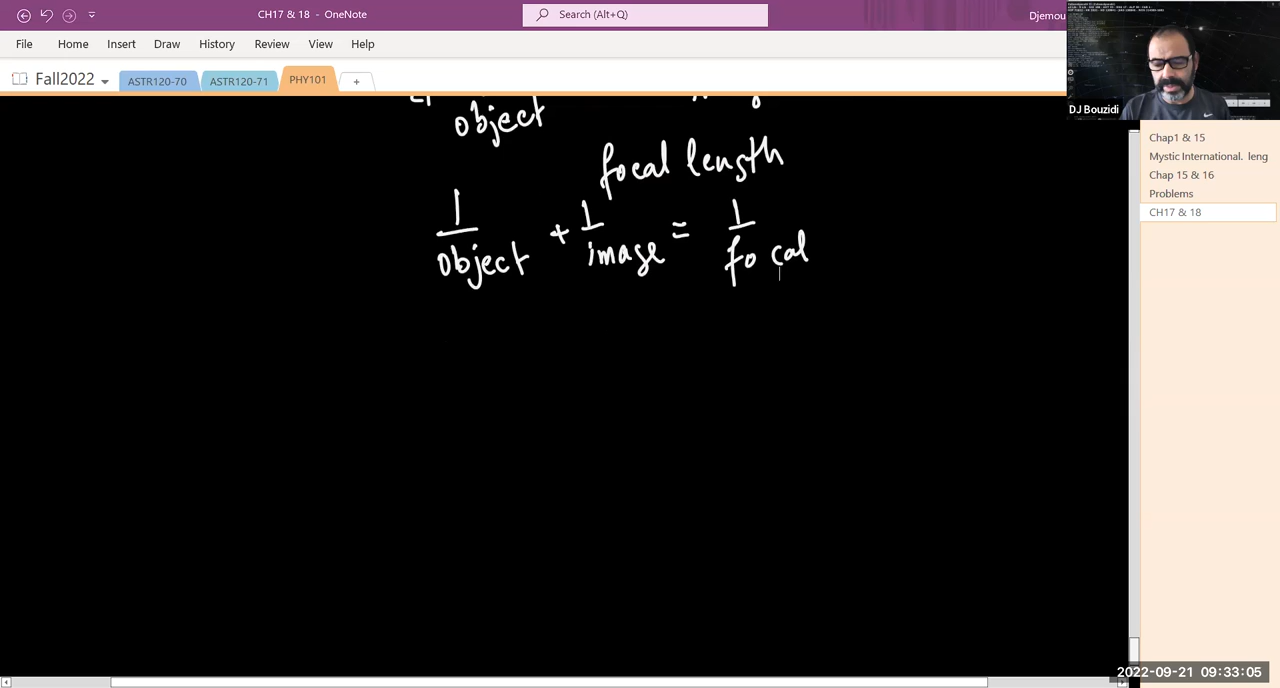 CH17 & 18 - OneNote
Search (Alt+Q)
Djemou
File Home Insert Draw History Review View Help
Fall2022 ASTR120-70 ASTR120-71 PHY101 +
DJ Bouzidi
Chap1 & 15
Mystic International. leng
Chap 15 & 16
Problems
CH17 & 18
object
focal length
1/object + 1/image = 1/focal
2022-09-21 09:33:05